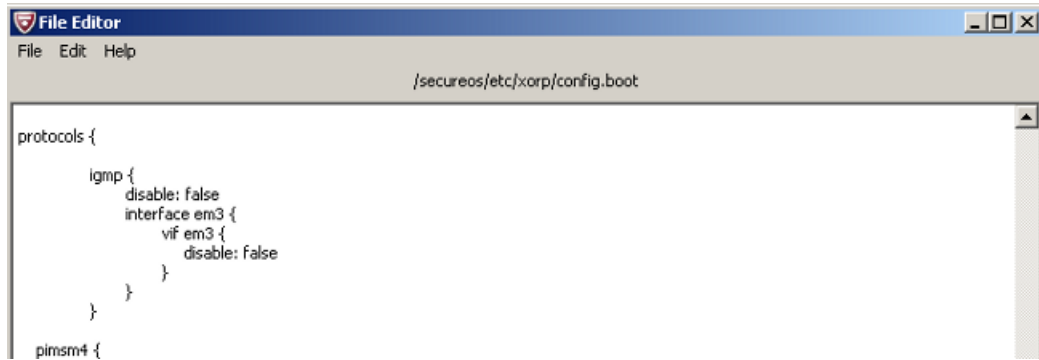 File Editor
File Edit Help
/secureos/etc/xorp/config.boot
protocols {
igmp {
disable: false
interface em3 {
vif em3 {
disable: false
}
}
}
pimsm4 {